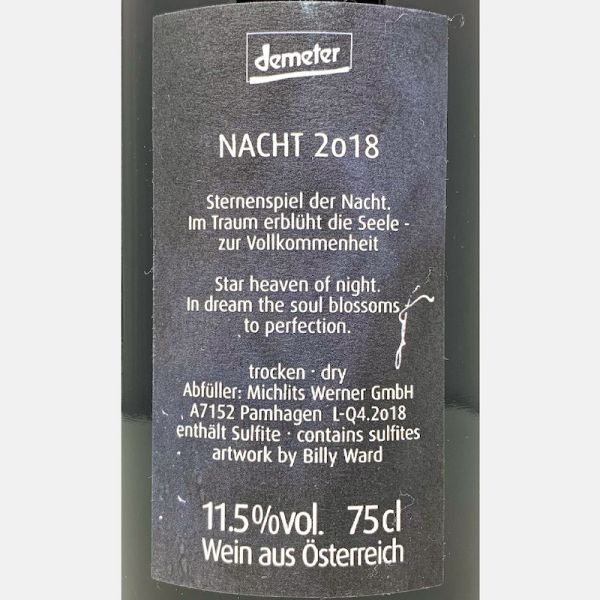 demeter
NACHT 2018
Sternenspiel der Nacht.
Im Traum erblüht die Seele -
zur Vollkommenheit
Star heaven of night.
In dream the soul blossoms
to perfection.
trocken · dry
Abfüller: Michlits Werner GmbH
A7152 Pamhagen L-Q4.2018
enthält Sulfite · contains sulfites
artwork by Billy Ward
11.5%vol. 75cl
Wein aus Österreich